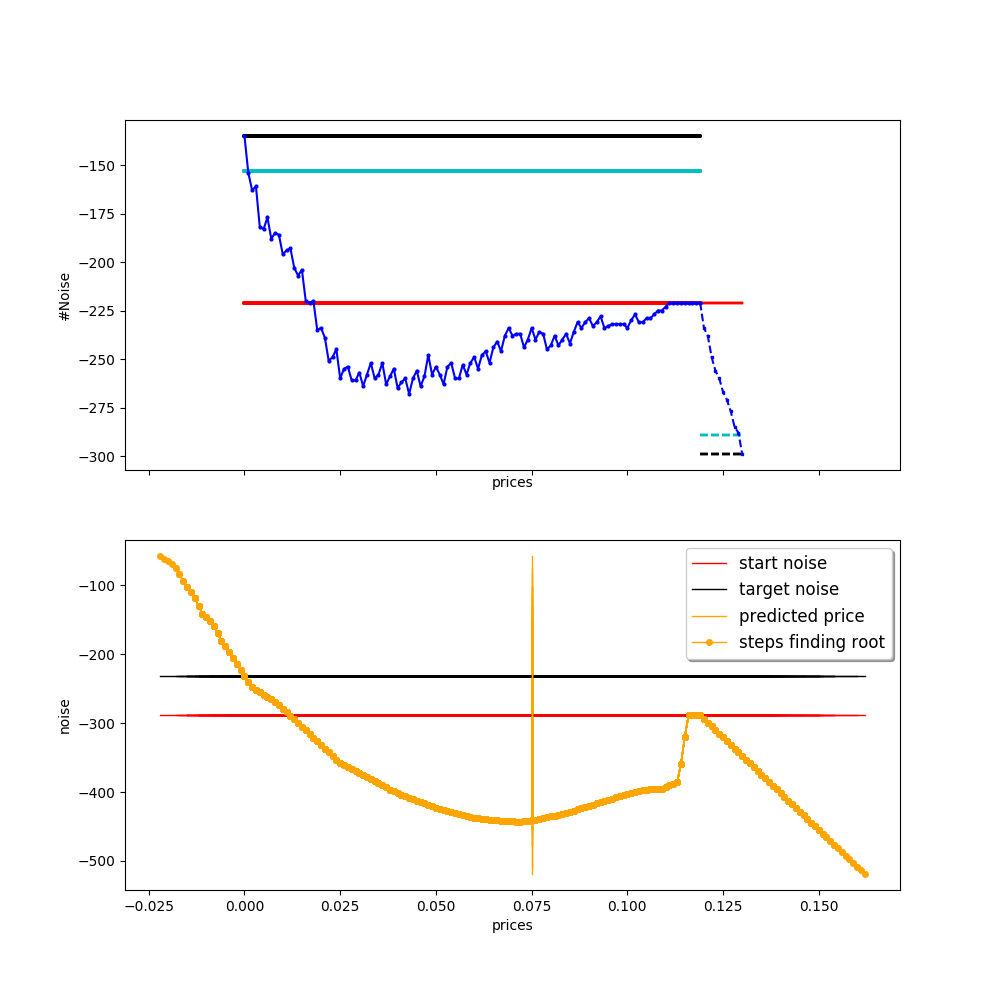 −150
−175
−200
−225
−250
−275
−300
#Noise
prices
start noise
target noise
predicted price
steps finding root
−100
−200
−300
−400
−500
noise
−0.025 0.000 0.025 0.050 0.075 0.100 0.125 0.150
prices